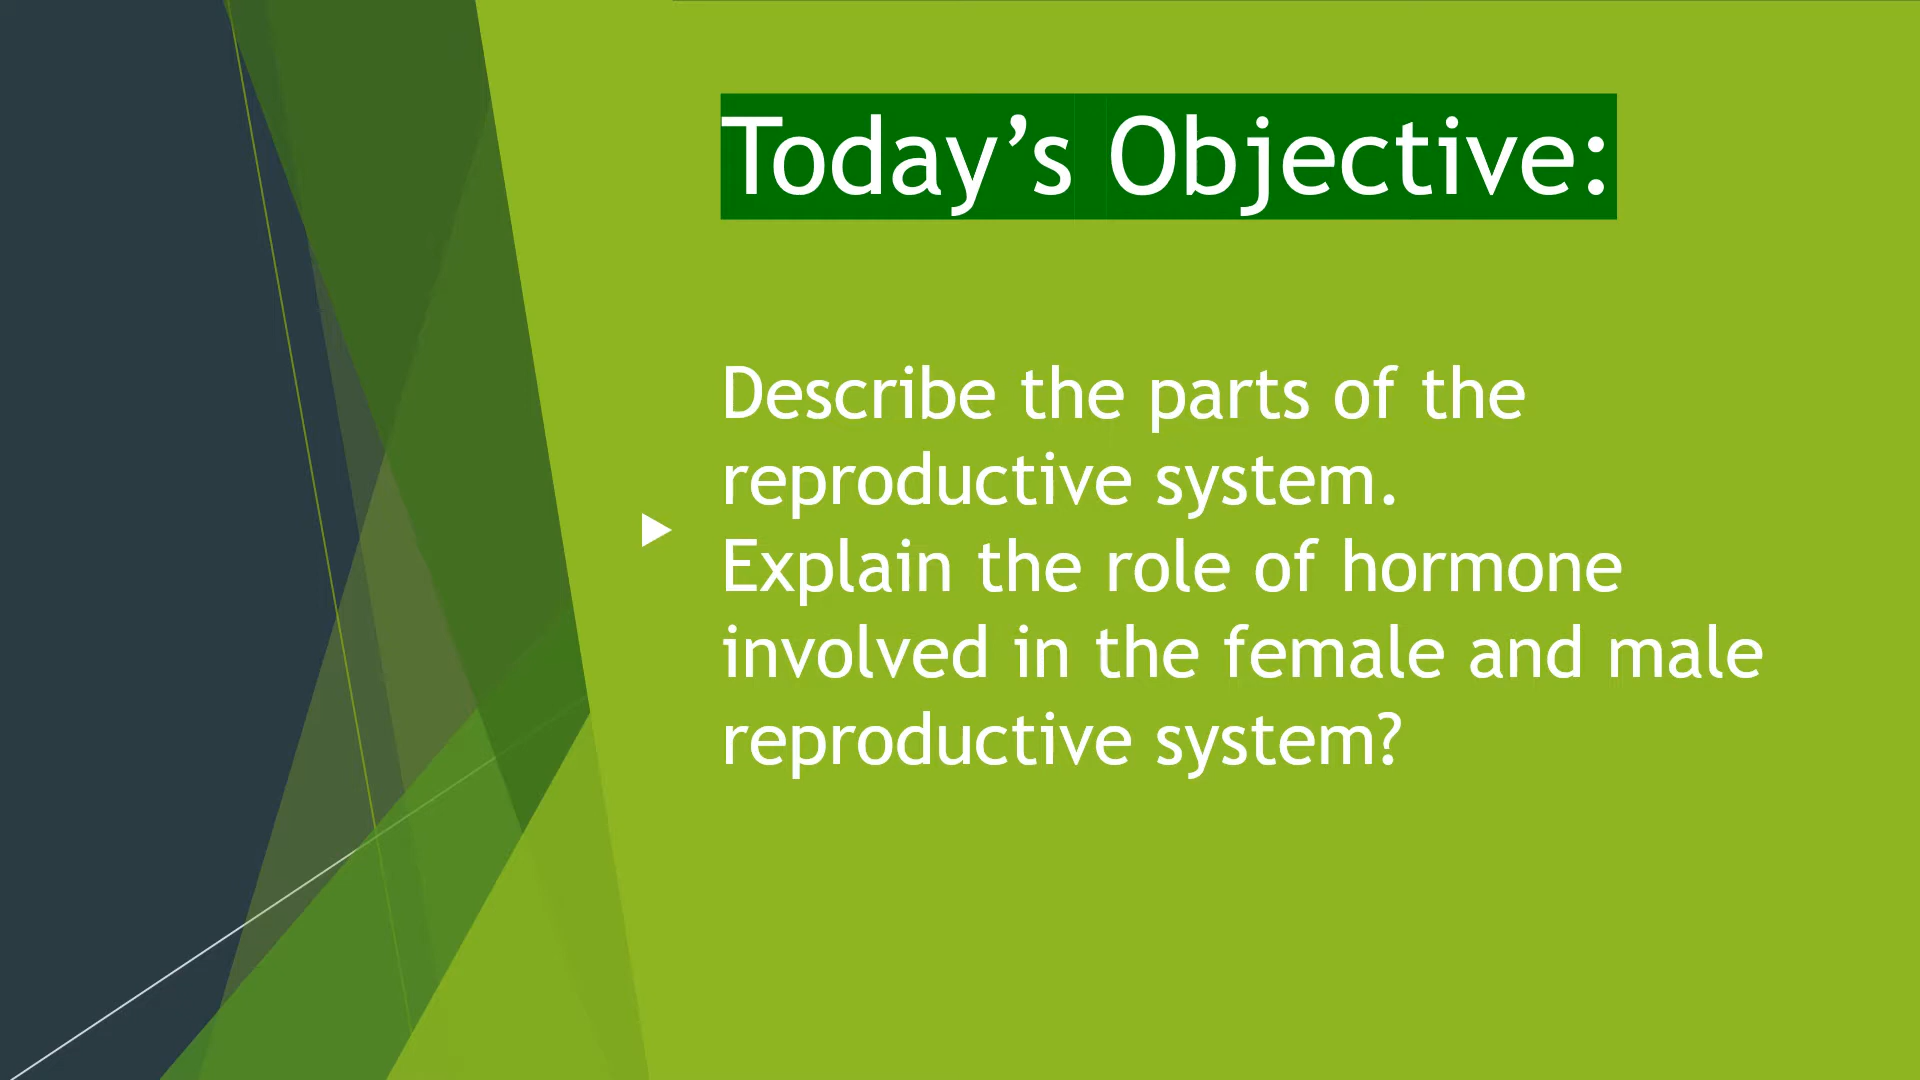 Today’s Objective:
Describe the parts of the
reproductive system.
Explain the role of hormone
involved in the female and male
reproductive system?